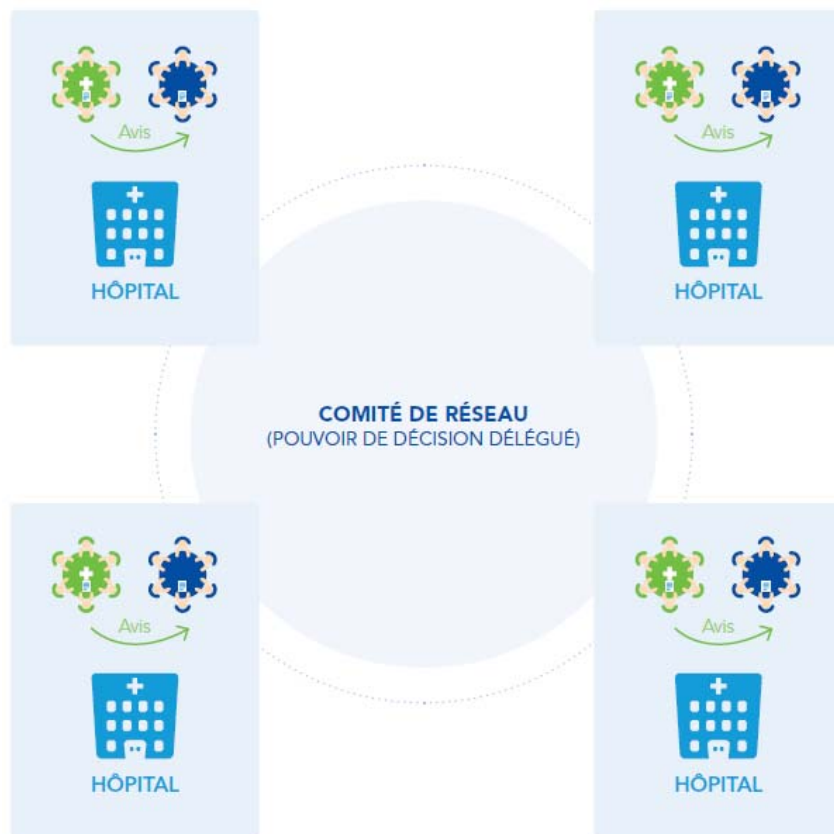 Avis
HÔPITAL
Avis
HÔPITAL
COMITÉ DE RÉSEAU
(POUVOIR DE DÉCISION DÉLÉGUÉ)
Avis
HÔPITAL
Avis
HÔPITAL